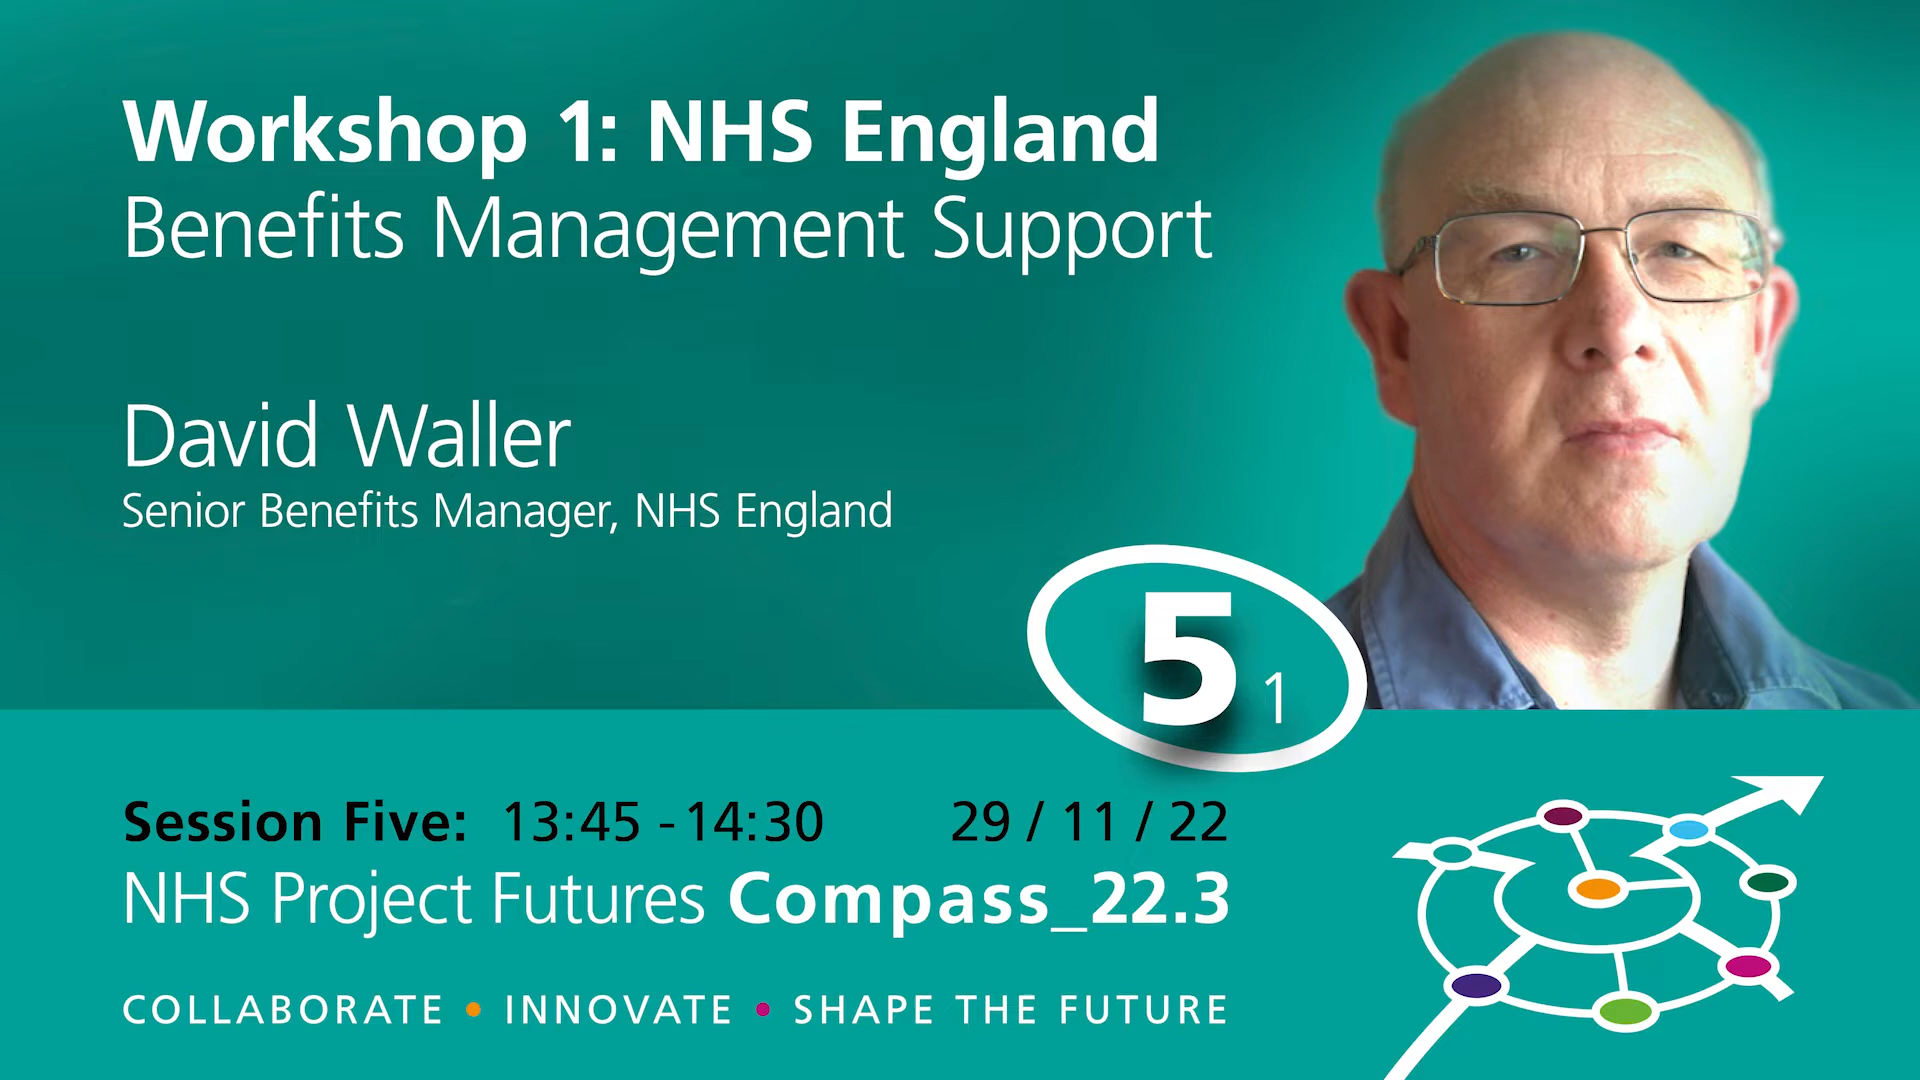 Workshop 1: NHS England
Benefits Management Support
David Waller
Senior Benefits Manager, NHS England
5 1
Session Five: 13:45 - 14:30 29 / 11 / 22
NHS Project Futures Compass_22.3
COLLABORATE • INNOVATE • SHAPE THE FUTURE